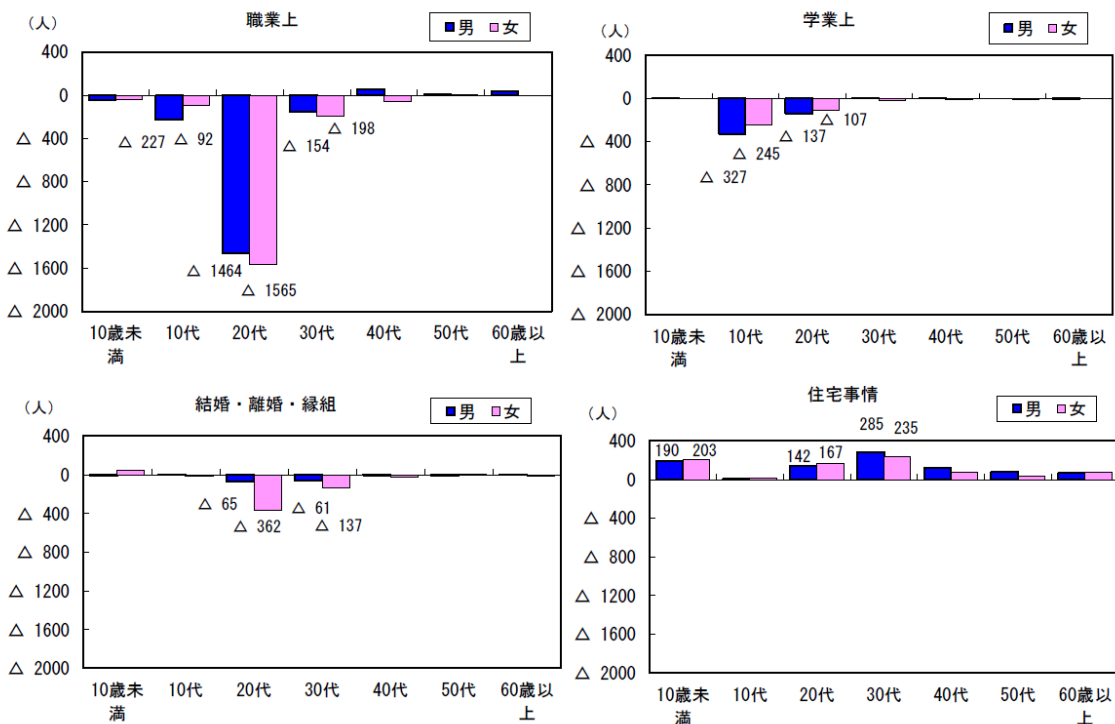 職業上
（人）
男 女
400
0
△ 400
△ 800
△ 1200
△ 1600
△ 2000
△ 227
△ 92
△ 1464
△ 1565
△ 154
△ 198
10歳未満
10代
20代
30代
40代
50代
60歳以上
学業上
（人）
男 女
400
0
△ 400
△ 800
△ 1200
△ 1600
△ 2000
△ 327
△ 245
△ 137
△ 107
10歳未満
10代
20代
30代
40代
50代
60歳以上
結婚・離婚・縁組
（人）
男 女
400
0
△ 400
△ 800
△ 1200
△ 1600
△ 2000
△ 65
△ 362
△ 61
△ 137
10歳未満
10代
20代
30代
40代
50代
60歳以上
住宅事情
（人）
男 女
400
0
△ 400
△ 800
△ 1200
△ 1600
△ 2000
190
203
142
167
285
235
10歳未満
10代
20代
30代
40代
50代
60歳以上